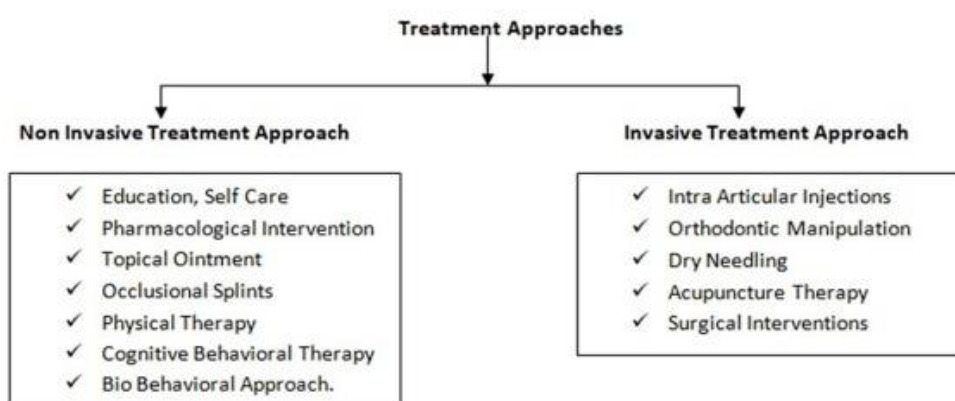 Treatment Approaches
Non Invasive Treatment Approach
✓ Education, Self Care
✓ Pharmacological Intervention
✓ Topical Ointment
✓ Occlusional Splints
✓ Physical Therapy
✓ Cognitive Behavioral Therapy
✓ Bio Behavioral Approach.
Invasive Treatment Approach
✓ Intra Articular Injections
✓ Orthodontic Manipulation
✓ Dry Needling
✓ Acupuncture Therapy
✓ Surgical Interventions